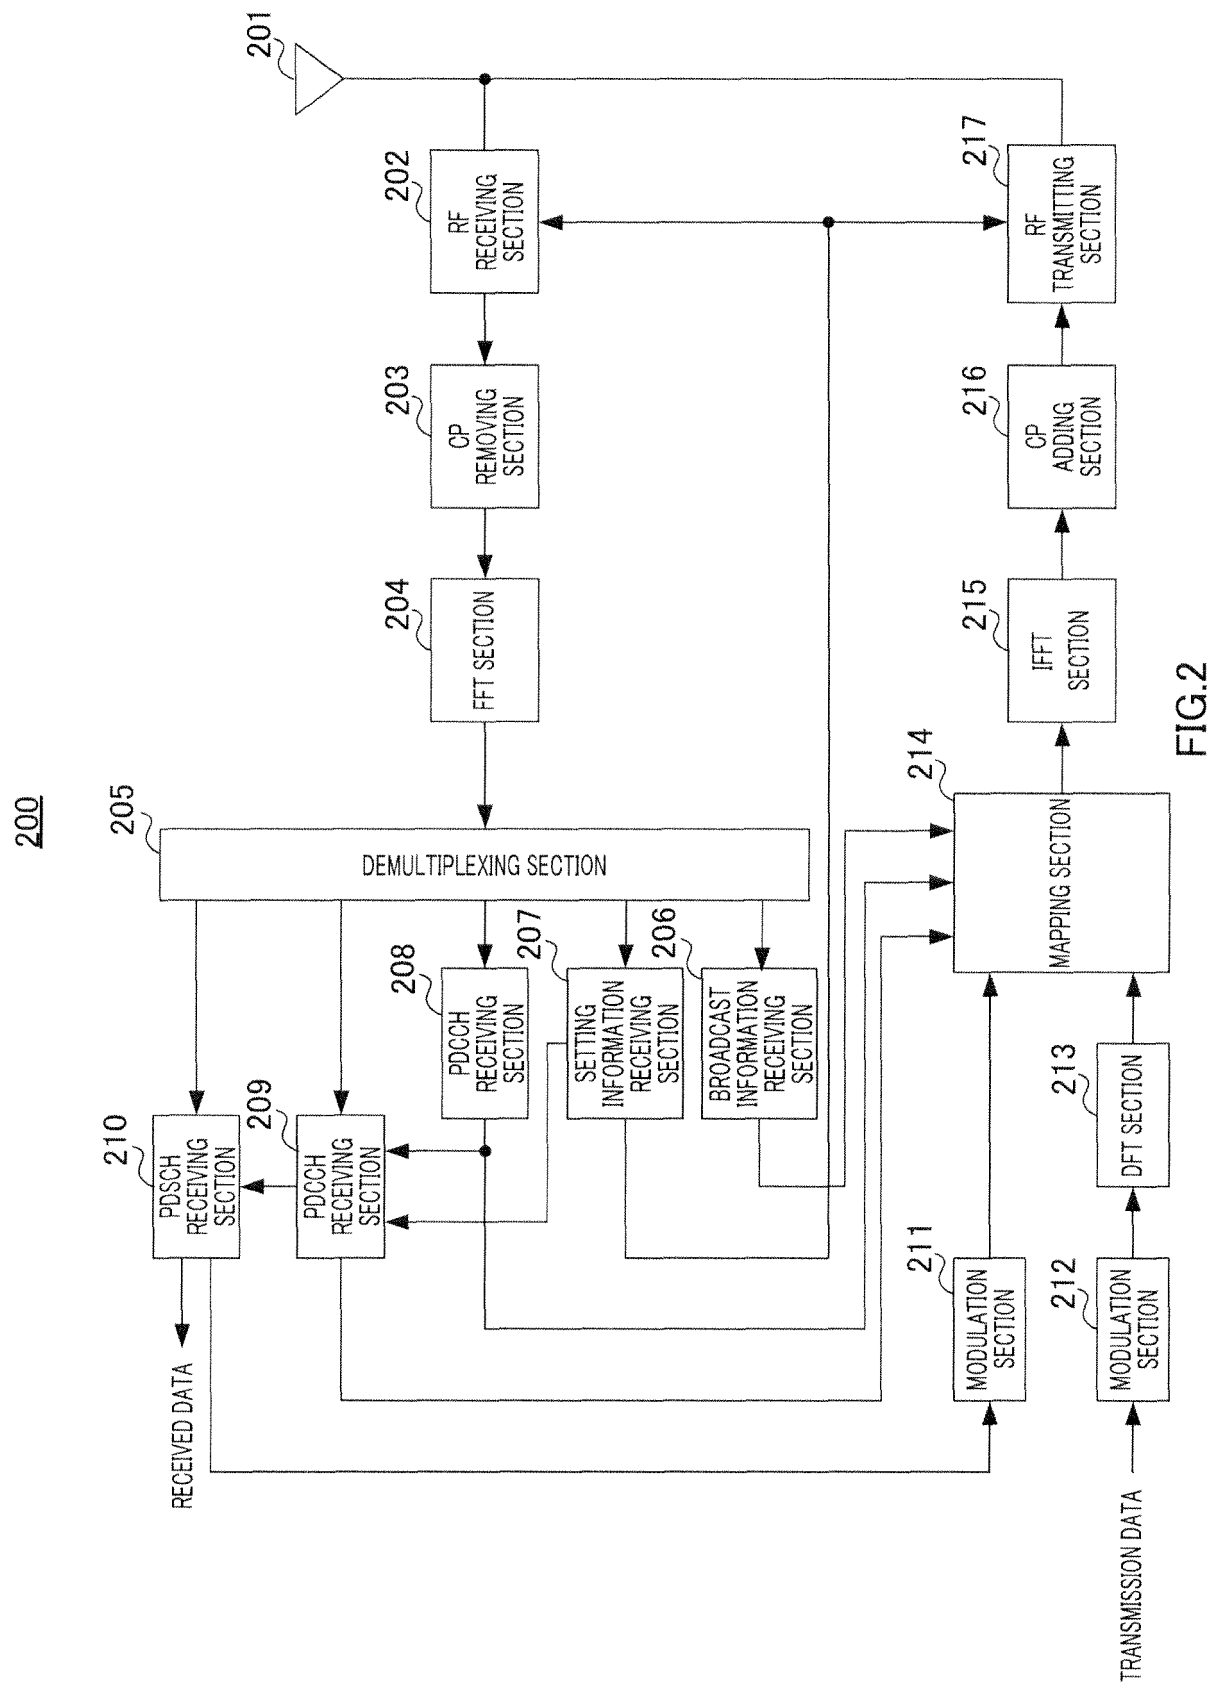 200
201
202
RF
RECEIVING
SECTION
203
CP
REMOVING
SECTION
204
FFT SECTION
205
DEMULTIPLEXING SECTION
206
BROADCAST
INFORMATION
RECEIVING
SECTION
207
SETTING
INFORMATION
RECEIVING
SECTION
208
PDCCH
RECEIVING
SECTION
209
PDCCH
RECEIVING
SECTION
210
PDSCH
RECEIVING
SECTION
RECEIVED DATA
211
MODULATION
SECTION
212
MODULATION
SECTION
TRANSMISSION DATA
213
DFT SECTION
214
MAPPING SECTION
215
IFFT
SECTION
216
CP
ADDING
SECTION
217
RF
TRANSMITTING
SECTION
FIG.2